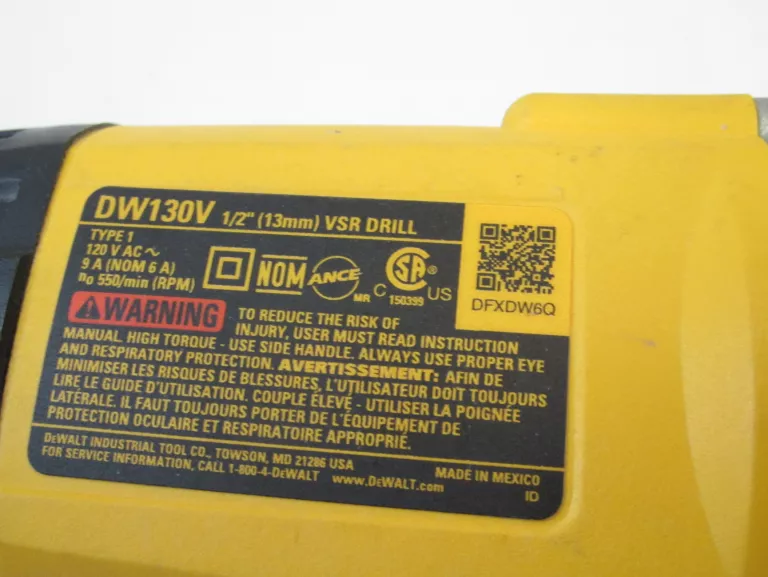 DW130V 1/2" (13mm) VSR DRILL
TYPE 1
120 V AC ~
9 A (NOM 6 A)
no 550/min (RPM)
NOM
ANCE
MR
C SA ® US
150399
DFXDW6Q
WARNING TO REDUCE THE RISK OF
INJURY, USER MUST READ INSTRUCTION
MANUAL. HIGH TORQUE - USE SIDE HANDLE. ALWAYS USE PROPER EYE
AND RESPIRATORY PROTECTION. AVERTISSEMENT: AFIN DE
MINIMISER LES RISQUES DE BLESSURES, L'UTILISATEUR DOIT TOUJOURS
LIRE LE GUIDE D'UTILISATION. COUPLE ÉLEVÉ - UTILISER LA POIGNÉE
LATÉRALE. IL FAUT TOUJOURS PORTER DE L'ÉQUIPEMENT DE
PROTECTION OCULAIRE ET RESPIRATOIRE APPROPRIÉ.
DEWALT INDUSTRIAL TOOL CO., TOWSON, MD 21286 USA
FOR SERVICE INFORMATION, CALL 1-800-4-DEWALT www.DEWALT.com
MADE IN MEXICO
ID